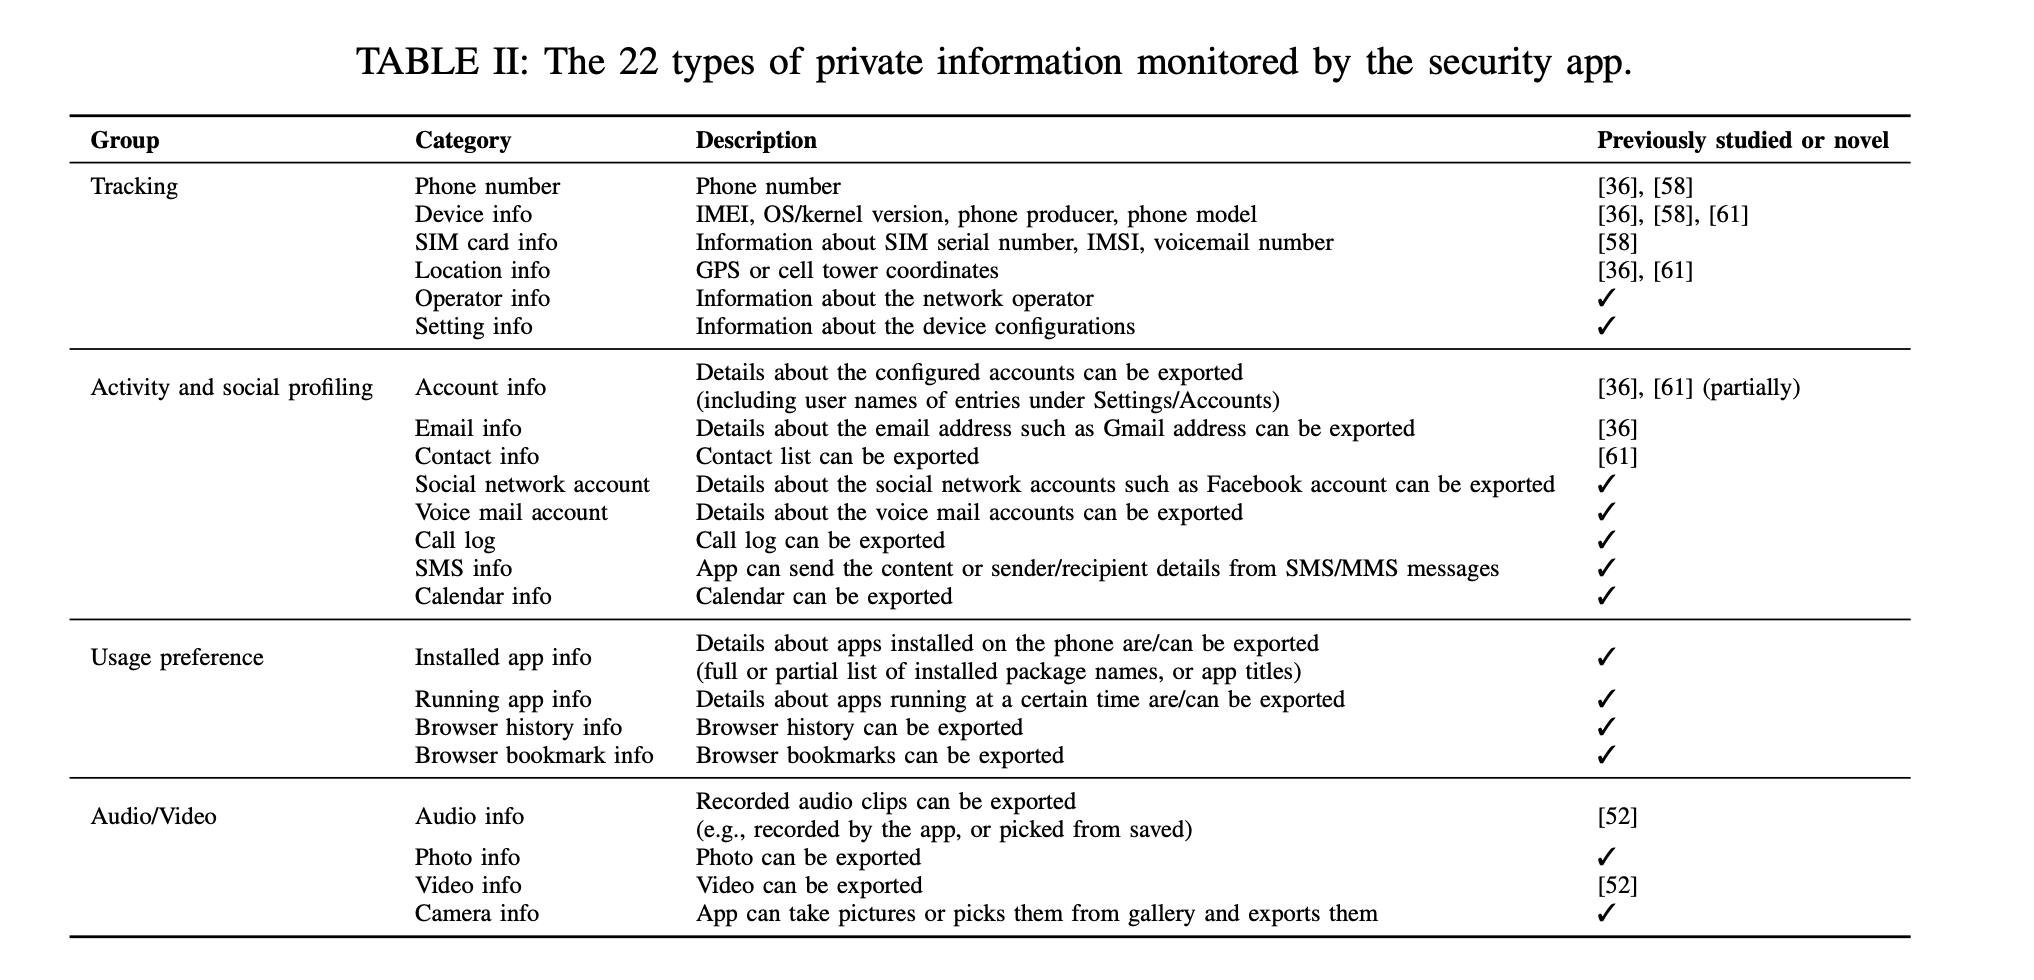 TABLE II: The 22 types of private information monitored by the security app.
Group Category Description Previously studied or novel
Tracking Phone number Phone number [36], [58]
Device info IMEI, OS/kernel version, phone producer, phone model [36], [58], [61]
SIM card info Information about SIM serial number, IMSI, voicemail number [58]
Location info GPS or cell tower coordinates [36], [61]
Operator info Information about the network operator ✓
Setting info Information about the device configurations ✓
Activity and social profiling Account info Details about the configured accounts can be exported
(including user names of entries under Settings/Accounts) [36], [61] (partially)
Email info Details about the email address such as Gmail address can be exported [36]
Contact info Contact list can be exported [61]
Social network account Details about the social network accounts such as Facebook account can be exported ✓
Voice mail account Details about the voice mail accounts can be exported ✓
Call log Call log can be exported ✓
SMS info App can send the content or sender/recipient details from SMS/MMS messages ✓
Calendar info Calendar can be exported ✓
Usage preference Installed app info Details about apps installed on the phone are/can be exported
(full or partial list of installed package names, or app titles) ✓
Running app info Details about apps running at a certain time are/can be exported ✓
Browser history info Browser history can be exported ✓
Browser bookmark info Browser bookmarks can be exported ✓
Audio/Video Audio info Recorded audio clips can be exported
(e.g., recorded by the app, or picked from saved) [52]
Photo info Photo can be exported ✓
Video info Video can be exported [52]
Camera info App can take pictures or picks them from gallery and exports them ✓